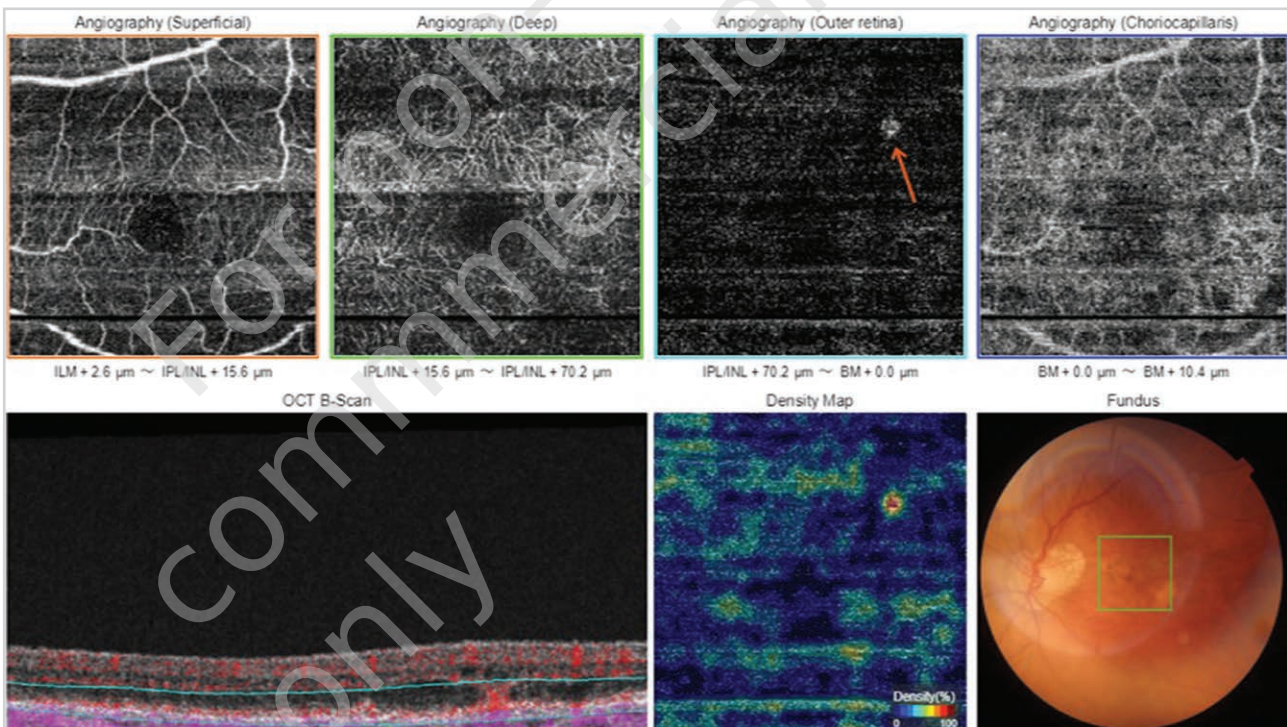 Angiography (Superficial)
Angiography (Deep)
Angiography (Outer retina)
Angiography (Choriocapillaris)
ILM + 2.6 μm ~ IPL/INL + 15.6 μm
IPL/INL + 15.6 μm ~ IPL/INL + 70.2 μm
IPL/INL + 70.2 μm ~ BM + 0.0 μm
BM + 0.0 μm ~ BM + 10.4 μm
OCT B-Scan
Density Map
Fundus
Density(%)
0 100
commercial
only